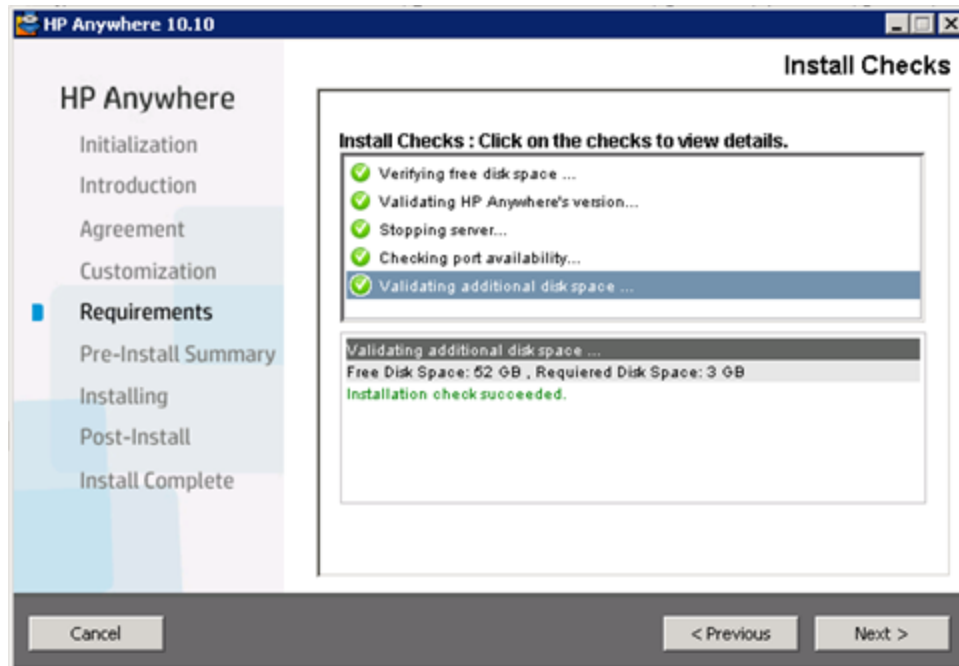 HP Anywhere 10.10
Install Checks
HP Anywhere
Initialization
Introduction
Agreement
Customization
Requirements
Pre-Install Summary
Installing
Post-Install
Install Complete
Install Checks : Click on the checks to view details.
Verifying free disk space ...
Validating HP Anywhere's version...
Stopping server...
Checking port availability...
Validating additional disk space ...
Validating additional disk space ...
Free Disk Space: 52 GB , Requiered Disk Space: 3 GB
Installation check succeeded.
Cancel
< Previous
Next >